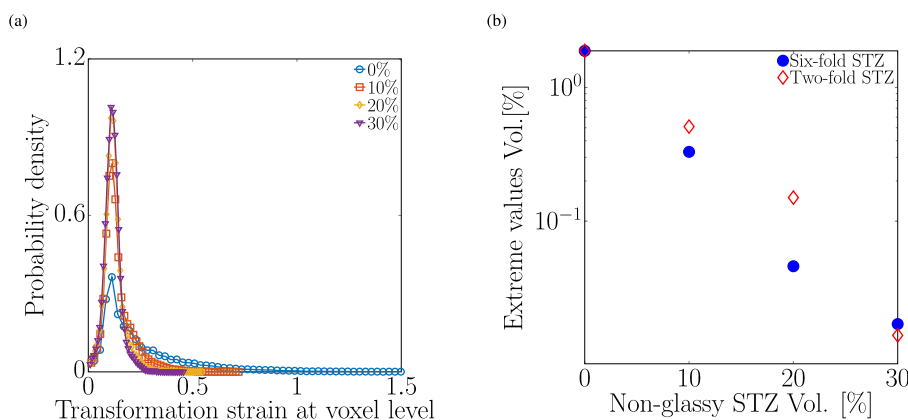 (a)
1.2
0.6
0
Probability density
0%
10%
20%
30%
0
0.5
1
1.5
Transformation strain at voxel level
(b)
10⁰
10⁻¹
Extreme values Vol.[%]
Six-fold STZ
Two-fold STZ
0
10
20
30
Non-glassy STZ Vol. [%]